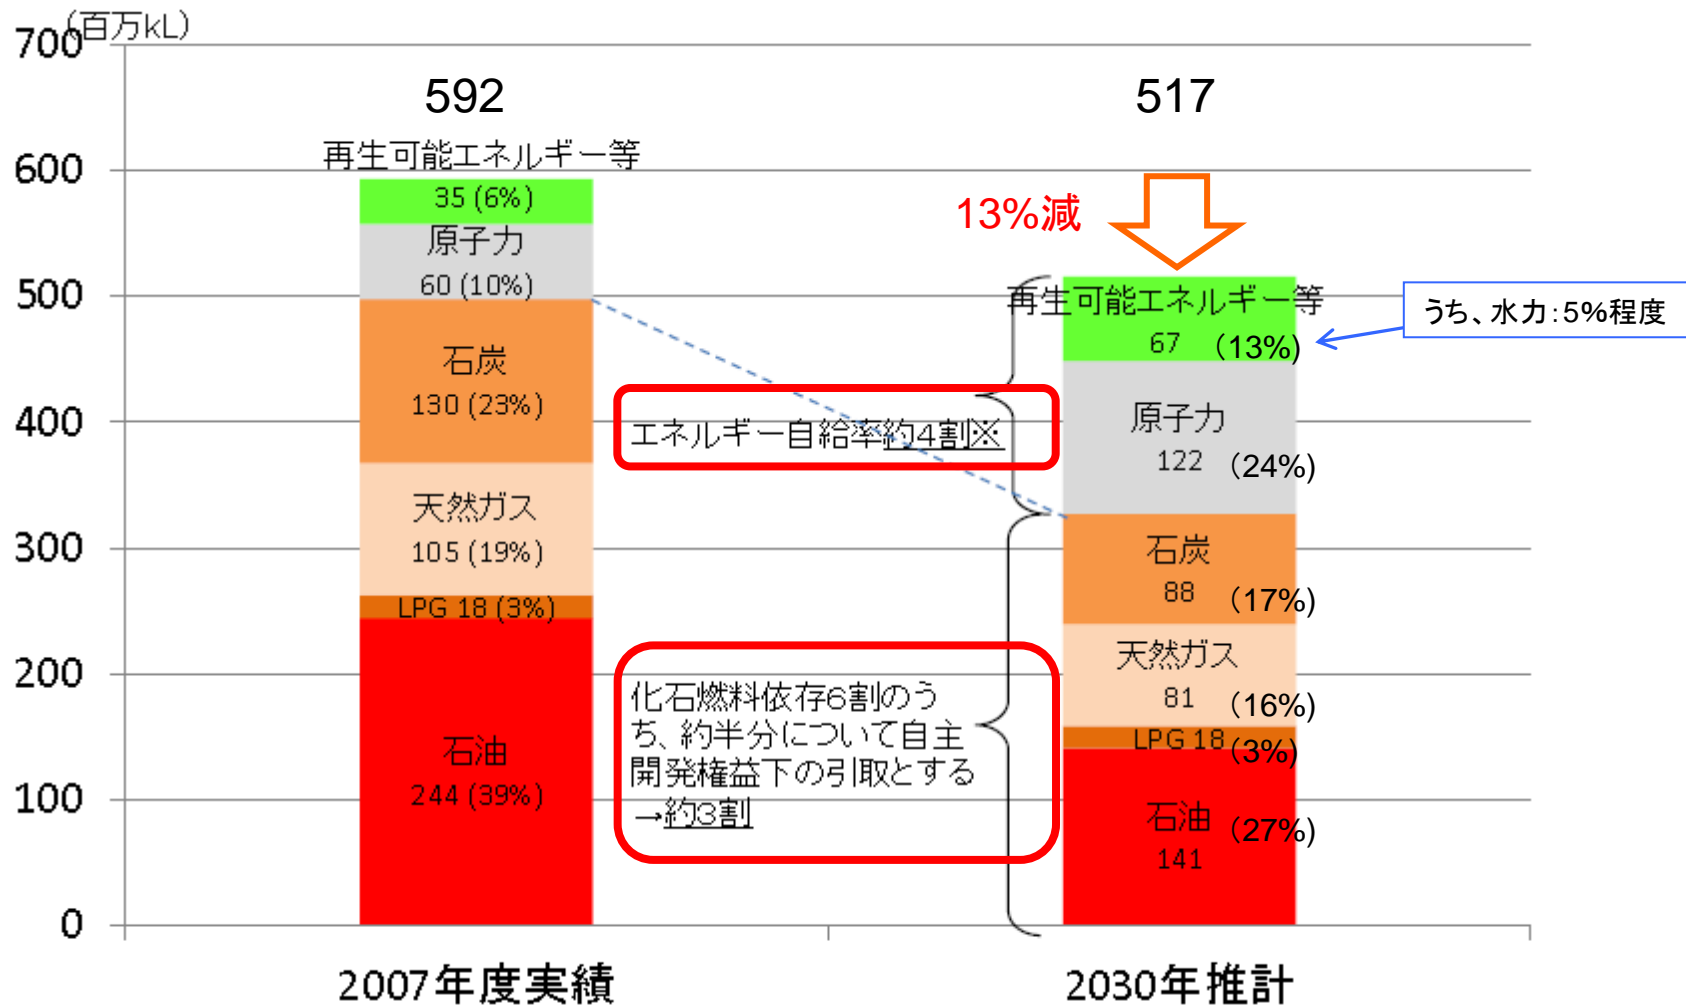 (百万kL)
700
600
500
400
300
200
100
0
592
再生可能エネルギー等
35 (6%)
原子力
60 (10%)
石炭
130 (23%)
天然ガス
105 (19%)
LPG 18 (3%)
石油
244 (39%)
2007年度実績
エネルギー自給率約4割※
化石燃料依存6割のう
ち、約半分について自主
開発権益下の引取とする
→約3割
13%減
517
再生可能エネルギー等
67 (13%)
うち、水力:5%程度
原子力
122 (24%)
石炭
88 (17%)
天然ガス
81 (16%)
LPG 18 (3%)
石油 (27%)
141
2030年推計